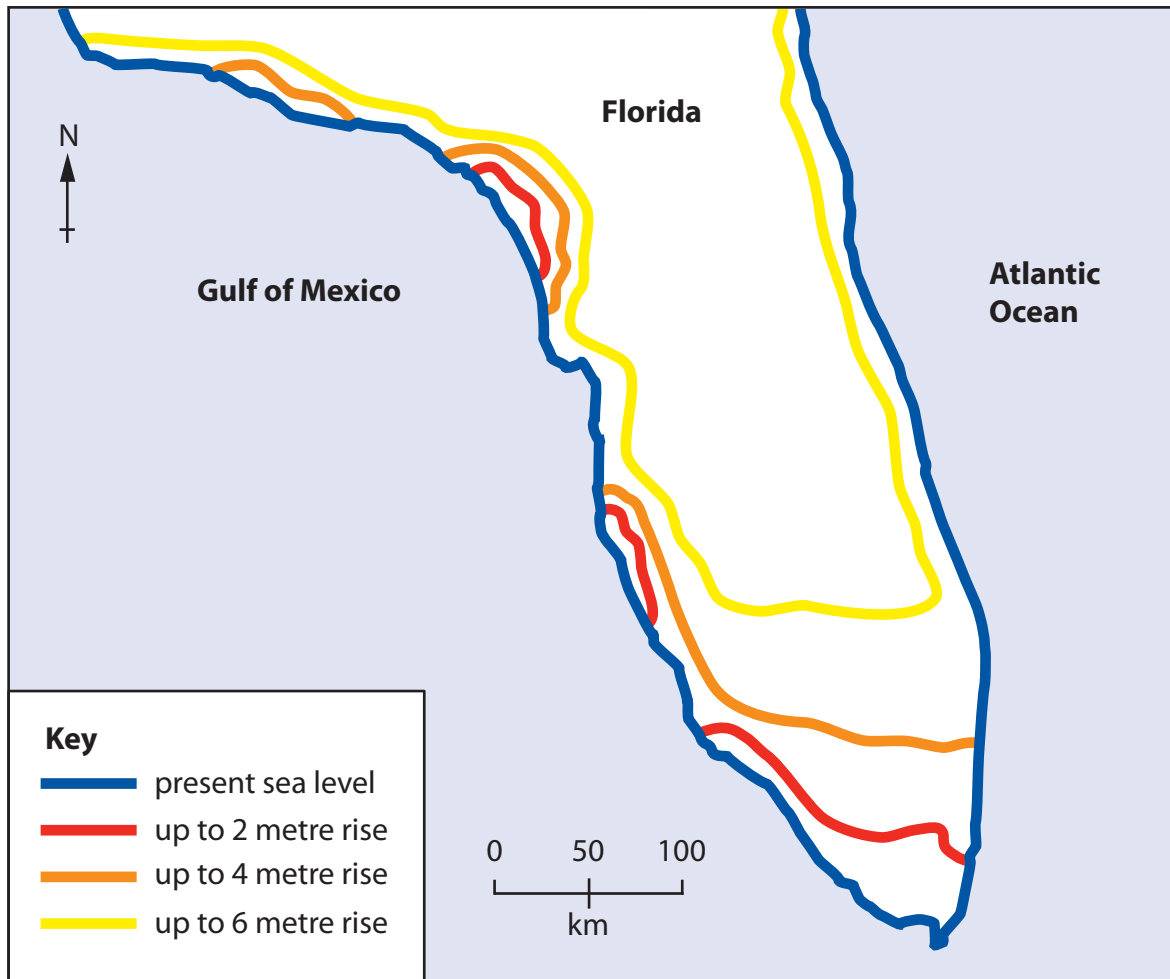 Florida
N
Gulf of Mexico
Atlantic
Ocean
Key
present sea level
up to 2 metre rise
up to 4 metre rise
up to 6 metre rise
0 50 100
km